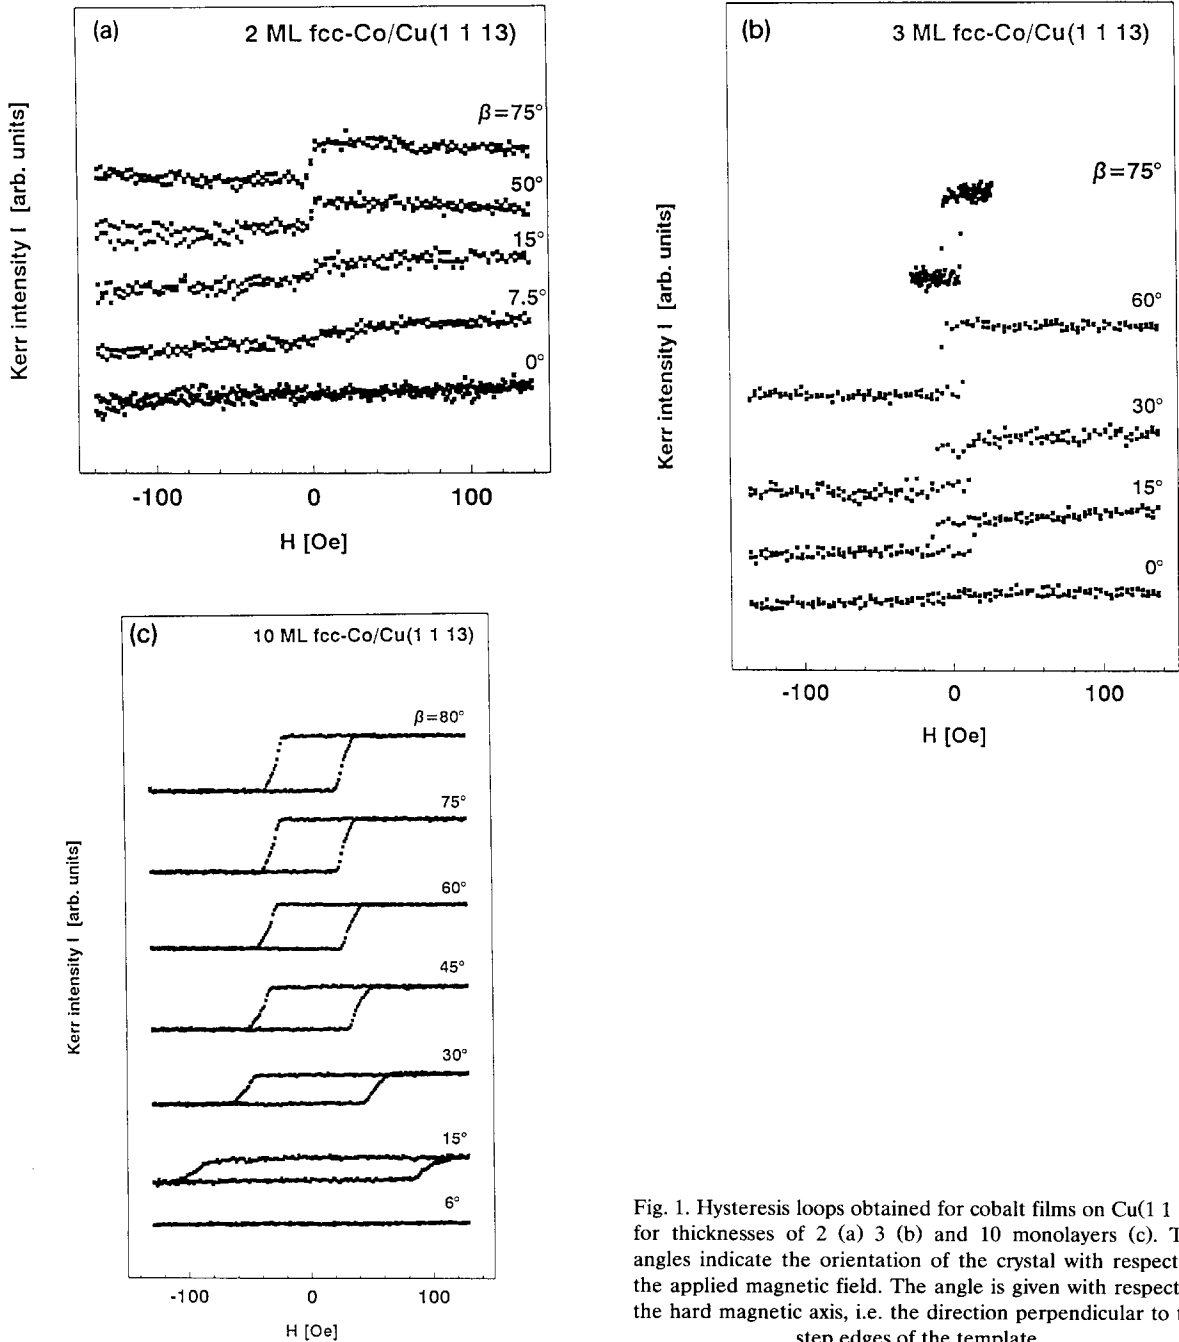 (a)
2 ML fcc-Co/Cu(1 1 13)
Kerr intensity I [arb. units]
β=75°
50°
15°
7.5°
0°
-100 0 100
H [Oe]
(b)
3 ML fcc-Co/Cu(1 1 13)
Kerr intensity I [arb. units]
β=75°
60°
30°
15°
0°
-100 0 100
H [Oe]
(c)
10 ML fcc-Co/Cu(1 1 13)
Kerr intensity I [arb. units]
β=80°
75°
60°
45°
30°
15°
6°
-100 0 100
H [Oe]
Fig. 1. Hysteresis loops obtained for cobalt films on Cu(1 1
for thicknesses of 2 (a) 3 (b) and 10 monolayers (c).
angles indicate the orientation of the crystal with respect
the applied magnetic field. The angle is given with respect
the hard magnetic axis, i.e. the direction perpendicular to
step edges of the template